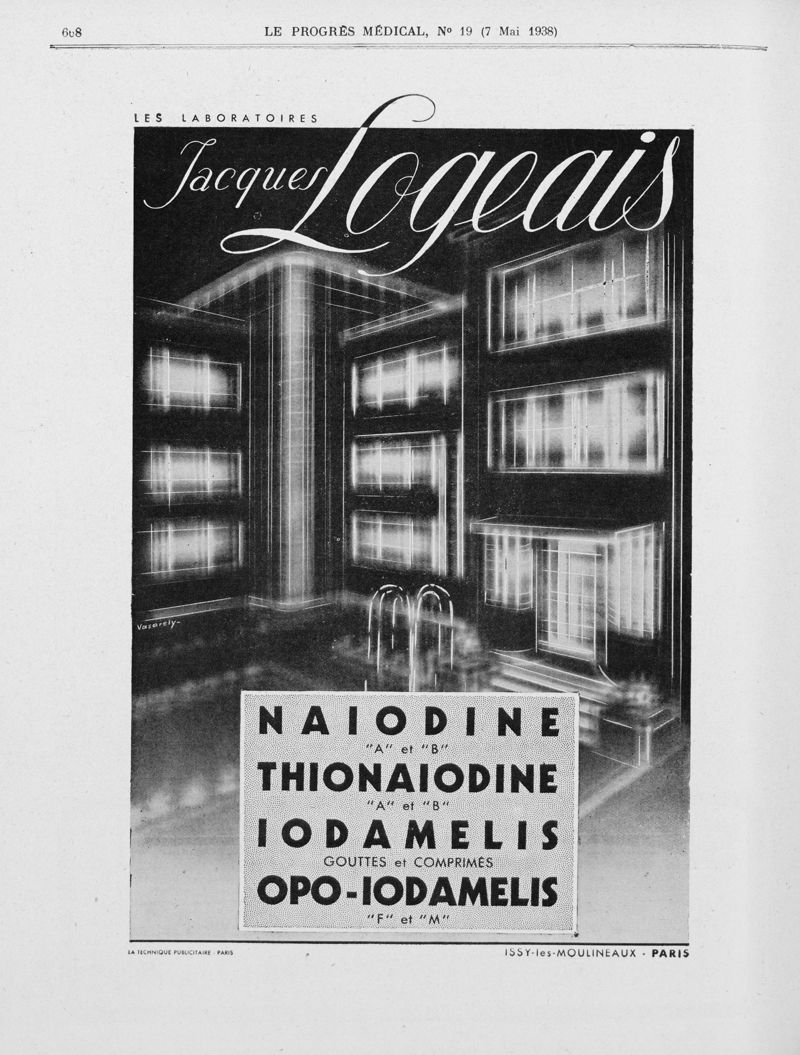 608
LE PROGRÈS MÉDICAL, Nº 19 (7 Mai 1938)
LES LABORATOIRES
Jacques Logeais
Vasarely-
NAIODINE
"A" et "B"
THIONAIODINE
"A" et "B"
IODAMELIS
GOUTTES et COMPRIMÉS
OPO-IODAMELIS
"F" et "M"
LA TECHNIQUE PUBLICITAIRE - PARIS
ISSY-les-MOULINEAUX - PARIS